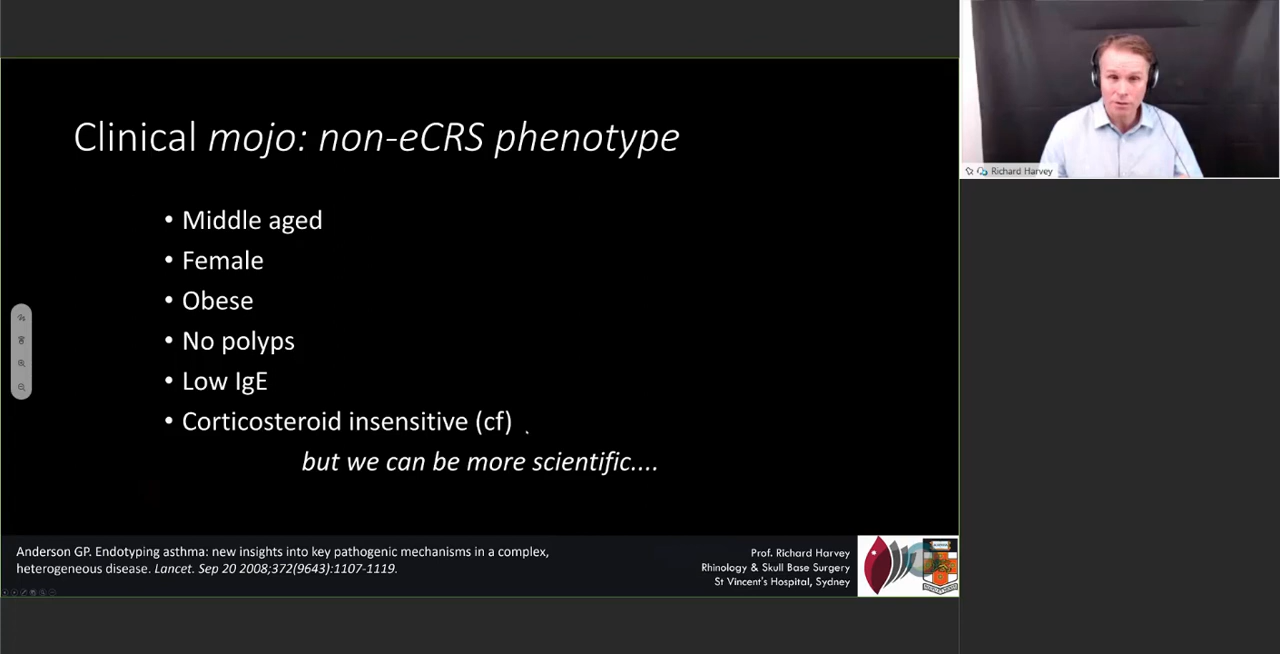 Clinical mojo: non-eCRS phenotype
• Middle aged
• Female
• Obese
• No polyps
• Low IgE
• Corticosteroid insensitive (cf)
but we can be more scientific....
Anderson GP. Endotyping asthma: new insights into key pathogenic mechanisms in a complex,
heterogeneous disease. Lancet. Sep 20 2008;372(9643):1107-1119.
Prof. Richard Harvey
Rhinology & Skull Base Surgery
St Vincent's Hospital, Sydney
Richard Harvey